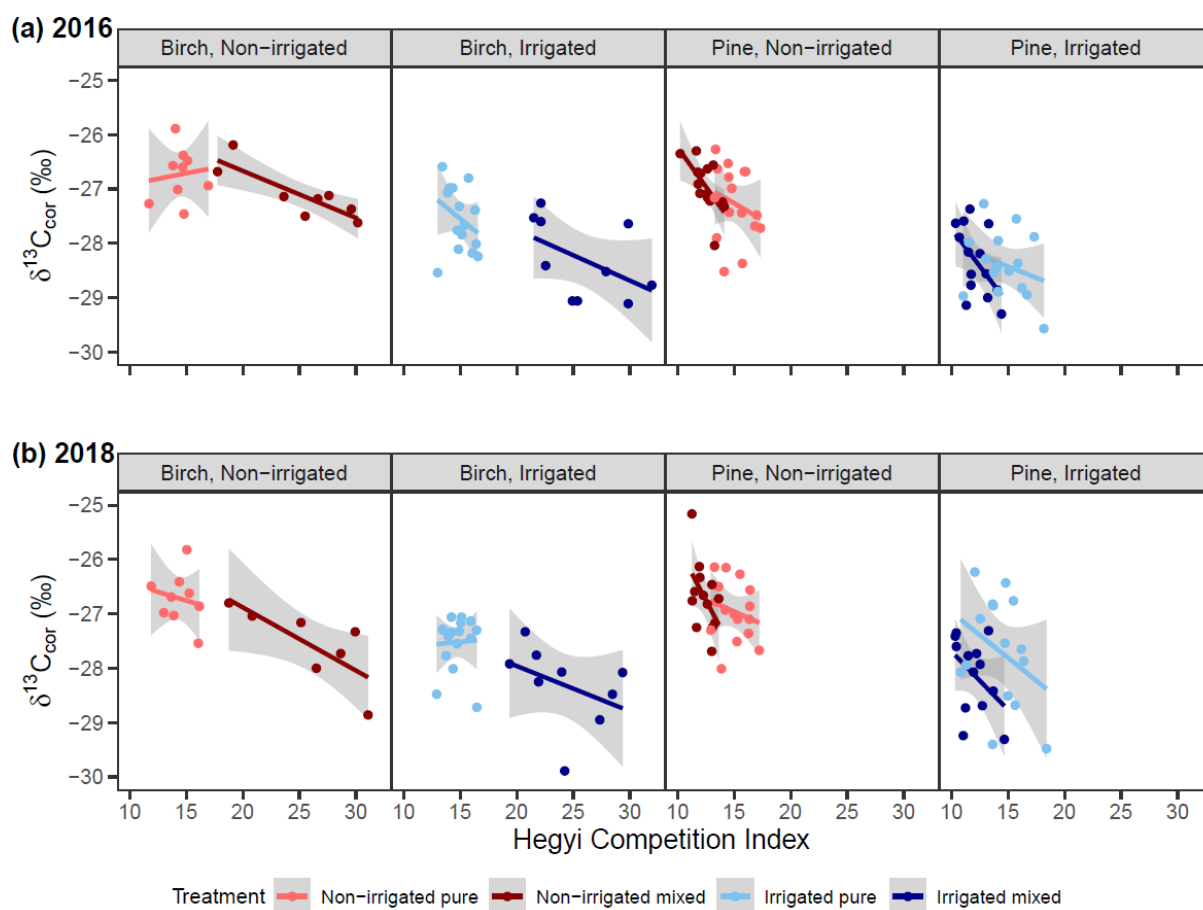 (a) 2016
Birch, Non−irrigated Birch, Irrigated Pine, Non−irrigated Pine, Irrigated
−25
−26
−27
−28
−29
−30
δ¹³C_cor (‰)
(b) 2018
Birch, Non−irrigated Birch, Irrigated Pine, Non−irrigated Pine, Irrigated
−25
−26
−27
−28
−29
−30
δ¹³C_cor (‰)
10 15 20 25 30 10 15 20 25 30 10 15 20 25 30 10 15 20 25 30
Hegyi Competition Index
Treatment Non−irrigated pure Non−irrigated mixed Irrigated pure Irrigated mixed